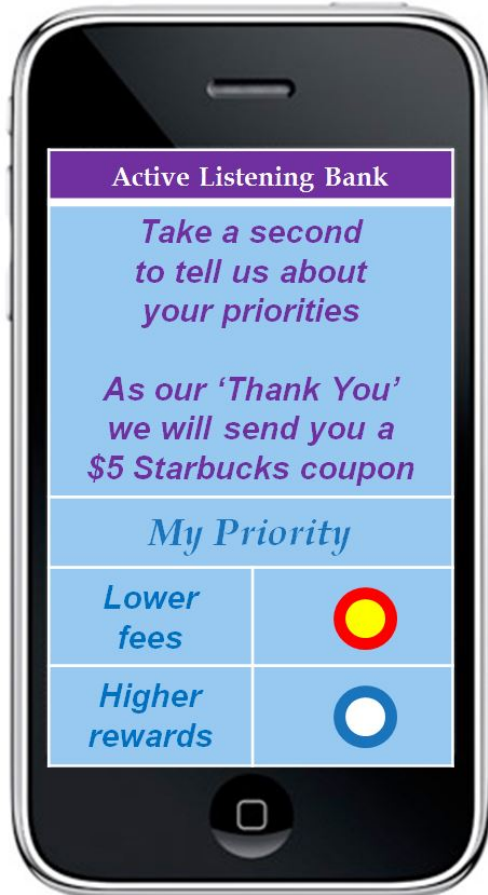 Active Listening Bank
Take a second
to tell us about
your priorities
As our ‘Thank You’
we will send you a
$5 Starbucks coupon
My Priority
Lower
fees
Higher
rewards